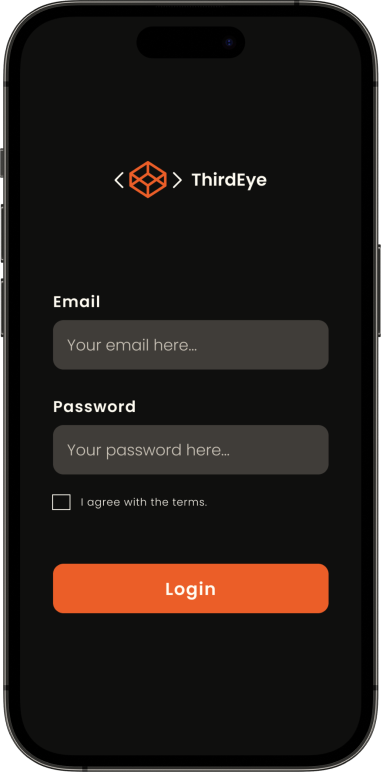 ThirdEye
Email
Your email here...
Password
Your password here...
I agree with the terms.
Login